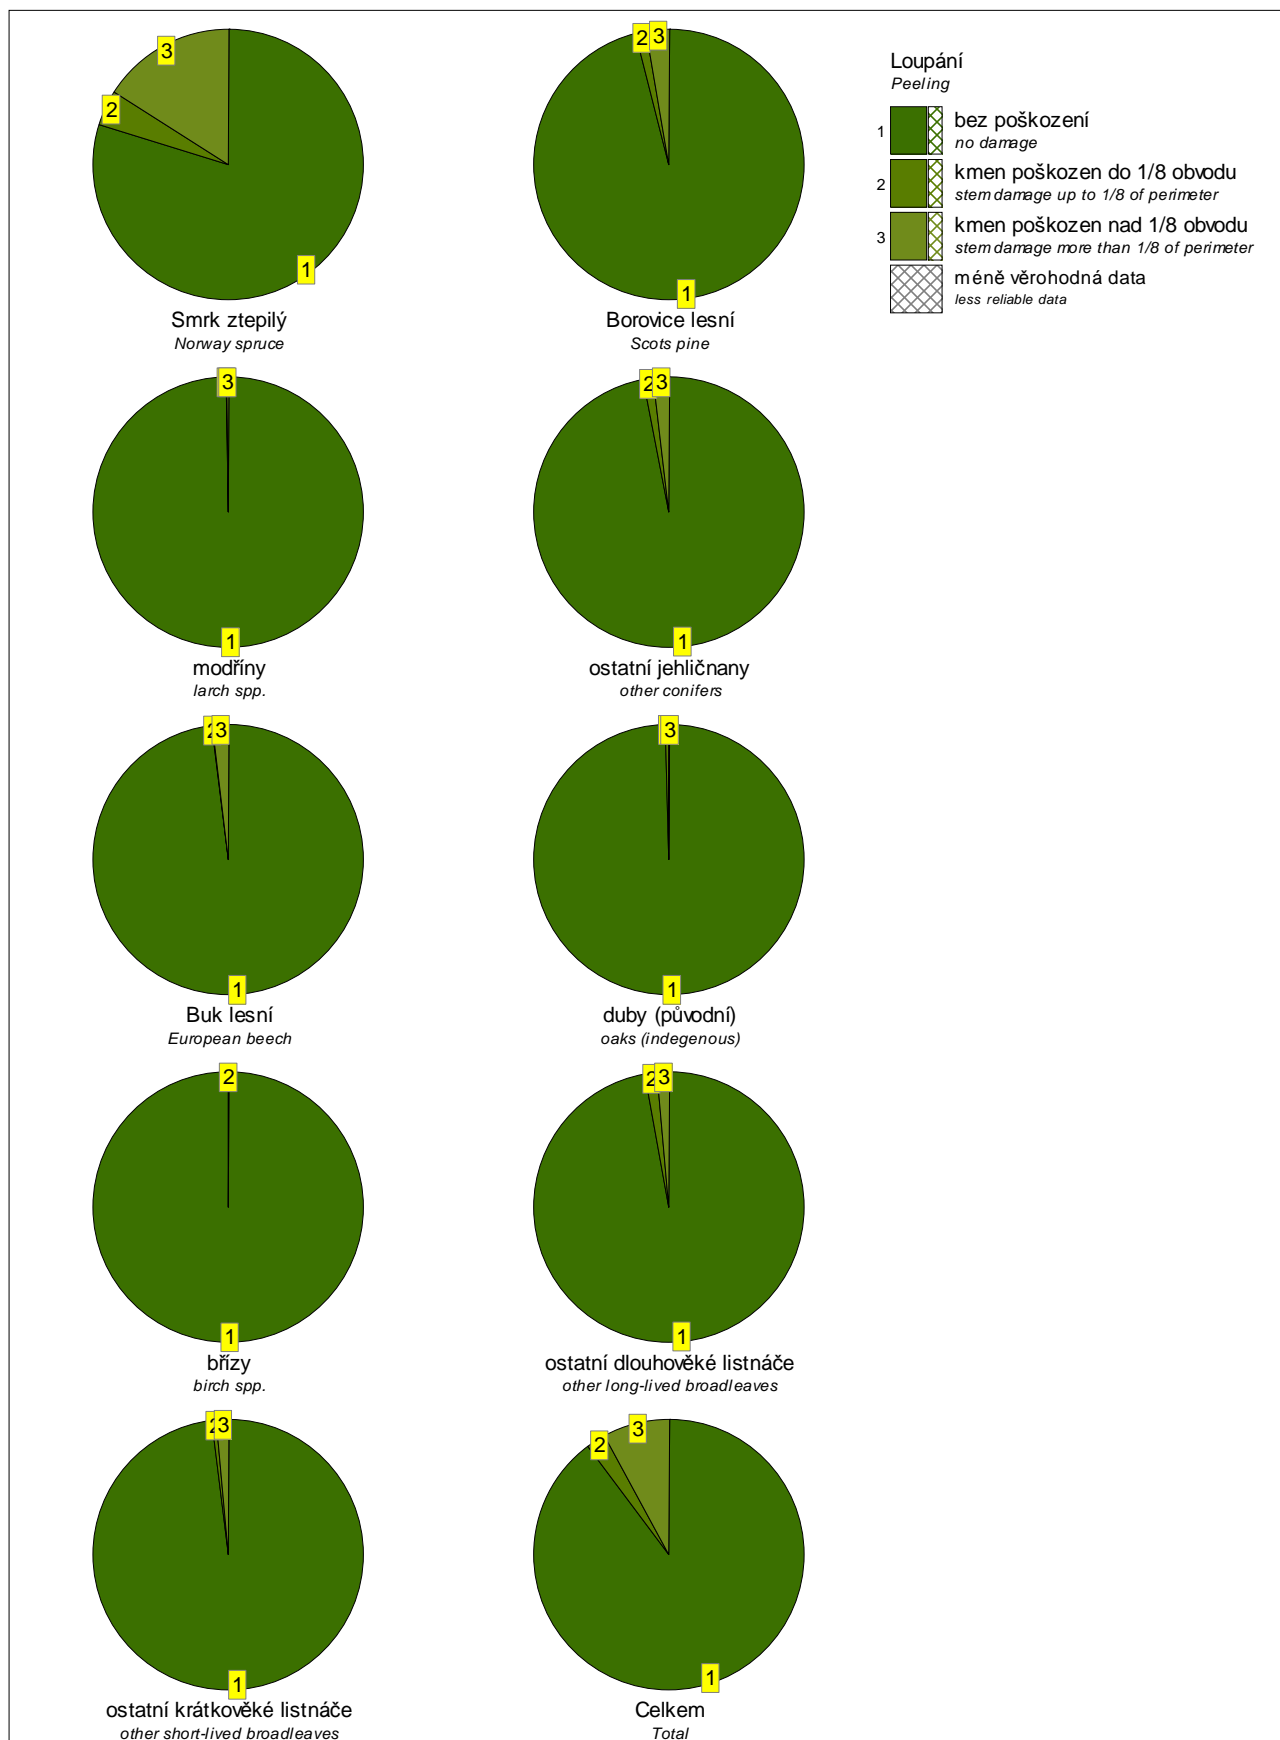 3
2
1
Smrk ztepilý
Norway spruce
2
3
1
Borovice lesní
Scots pine
Loupání
Peeling
1
bez poškození
no damage
2
kmen poškozen do 1/8 obvodu
stem damage up to 1/8 of perimeter
3
kmen poškozen nad 1/8 obvodu
stem damage more than 1/8 of perimeter
méně věrohodná data
less reliable data
3
1
modříny
larch spp.
2
3
1
ostatní jehličnany
other conifers
2
3
1
Buk lesní
European beech
3
1
duby (původní)
oaks (indegenous)
2
1
břízy
birch spp.
2
3
1
ostatní dlouhověké listnáče
other long-lived broadleaves
2
3
1
ostatní krátkověké listnáče
other short-lived broadleaves
2
3
1
Celkem
Total